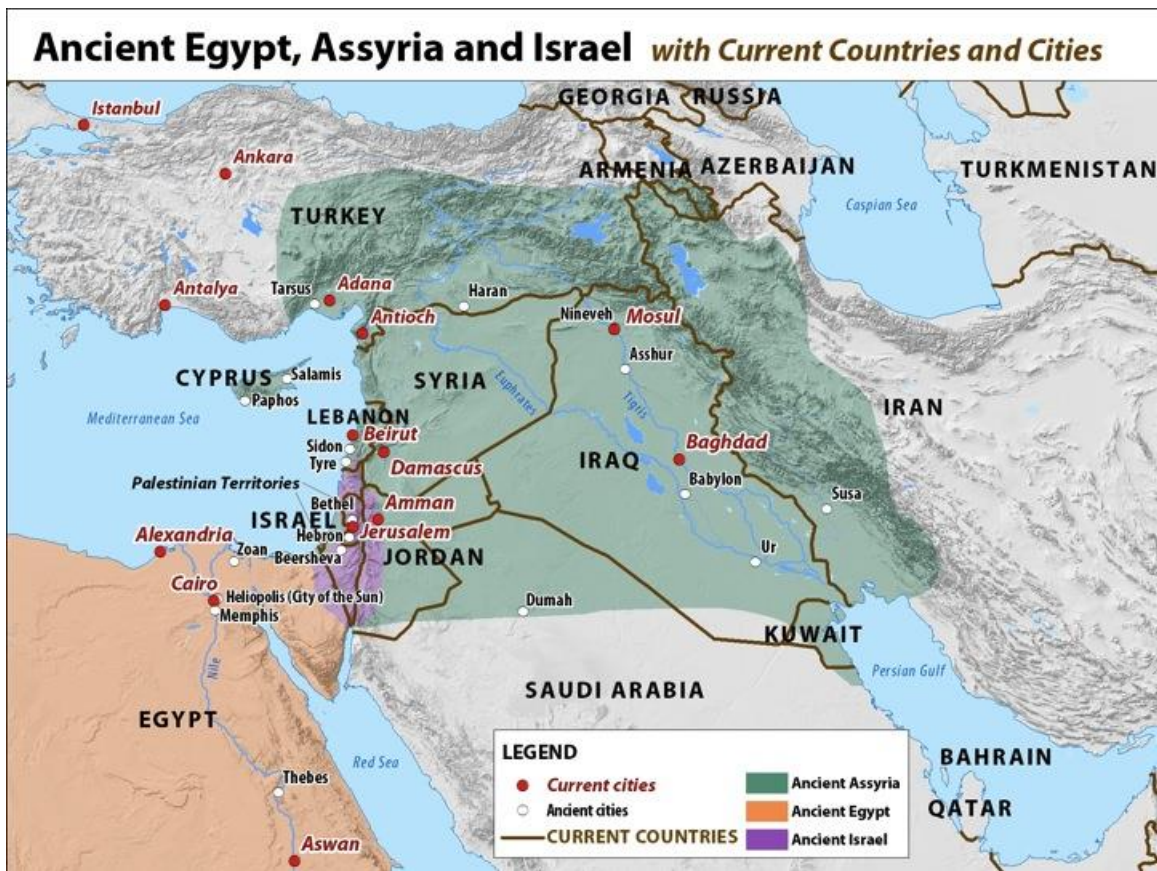 Ancient Egypt, Assyria and Israel with Current Countries and Cities
Istanbul
GEORGIA
RUSSIA
Ankara
ARMENIA
AZERBAIJAN
TURKMENISTAN
Caspian Sea
TURKEY
Antalya
Tarsus
Adana
Haran
Antioch
Nineveh
Mosul
Asshur
CYPRUS
Salamis
Paphos
SYRIA
Euphrates
Tigris
IRAN
Mediterranean Sea
LEBANON
Beirut
Sidon
Tyre
Damascus
IRAQ
Baghdad
Babylon
Susa
Palestinian Territories
Bethel
Amman
ISRAEL
Jerusalem
Hebron
Beersheva
JORDAN
Alexandria
Zoan
Ur
Cairo
Heliopolis (City of the Sun)
Memphis
Dumah
KUWAIT
Persian Gulf
Nile
SAUDI ARABIA
EGYPT
Red Sea
Thebes
Aswan
BAHRAIN
QATAR
LEGEND
Current cities
Ancient cities
CURRENT COUNTRIES
Ancient Assyria
Ancient Egypt
Ancient Israel